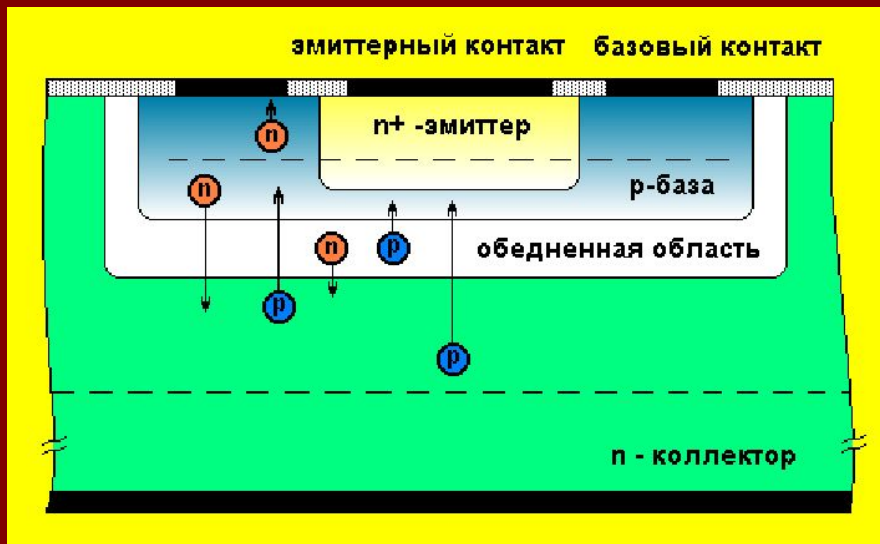 эмиттерный контакт базовый контакт
n+ -эмиттер
n
n
p-база
n
p
обедненная область
p
p
n - коллектор